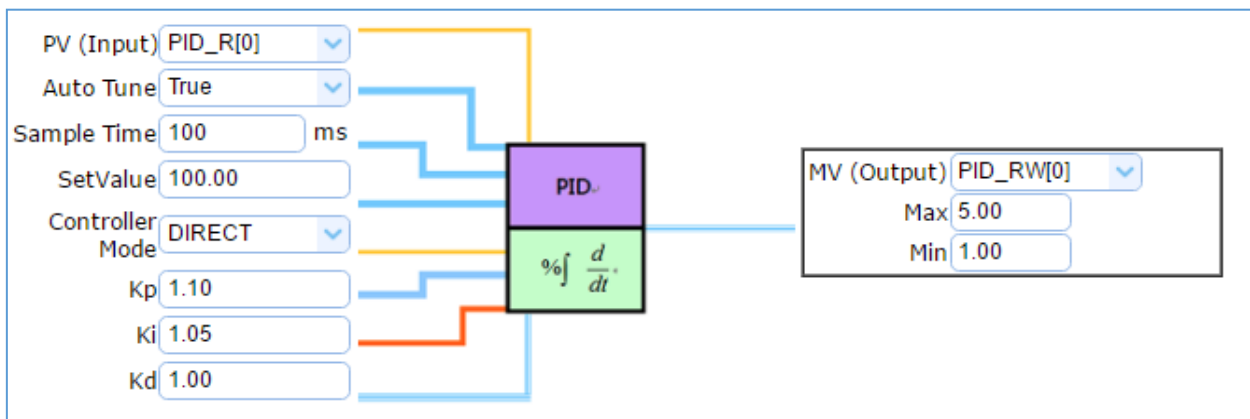 PV (Input) PID_R[0]
Auto Tune True
Sample Time 100 ms
SetValue 100.00
Controller
Mode DIRECT
Kp 1.10
Ki 1.05
Kd 1.00
PID
%∫ d/dt
MV (Output) PID_RW[0]
Max 5.00
Min 1.00